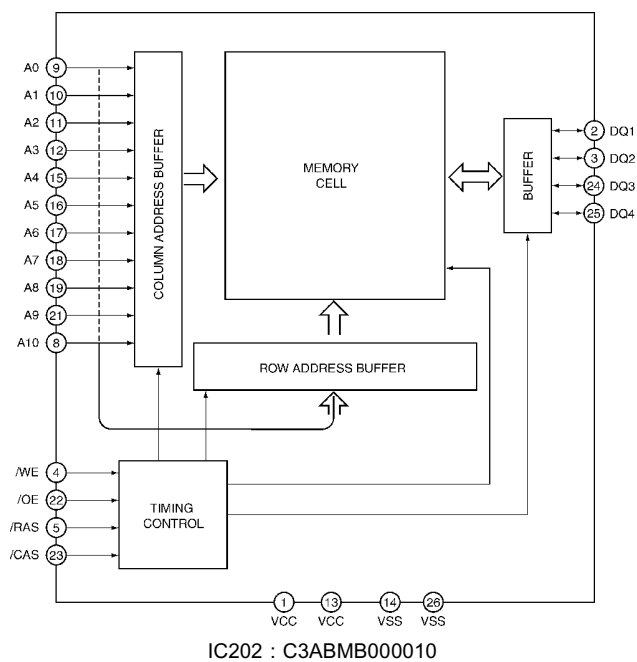 A0 9
A1 10
A2 11
A3 12
A4 15
A5 16
A6 17
A7 18
A8 19
A9 21
A10 8
COLUMN ADDRESS BUFFER
MEMORY
CELL
BUFFER
2 DQ1
3 DQ2
24 DQ3
25 DQ4
ROW ADDRESS BUFFER
/WE 4
/OE 22
/RAS 5
/CAS 23
TIMING
CONTROL
1 13 14 26
VCC VCC VSS VSS
IC202 : C3ABMB000010